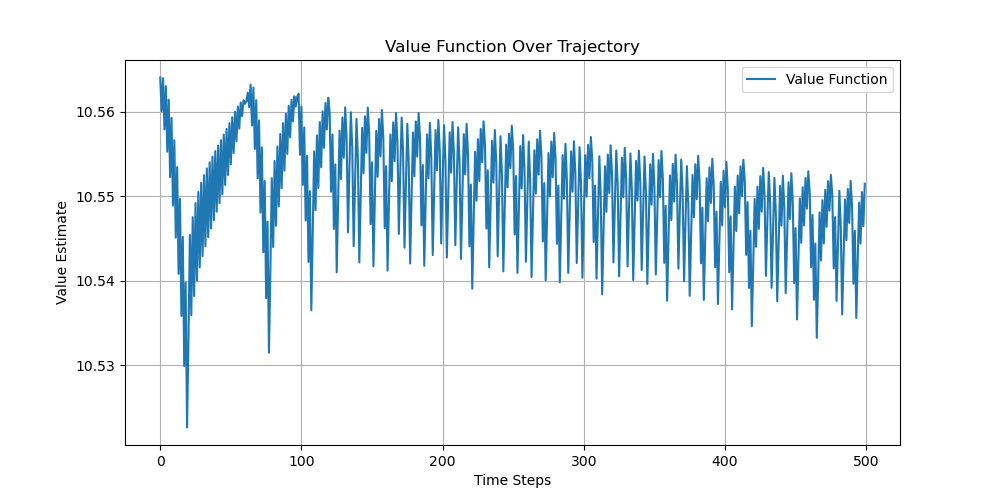 Value Function Over Trajectory
Value Function
Value Estimate
10.56
10.55
10.54
10.53
0 100 200 300 400 500
Time Steps